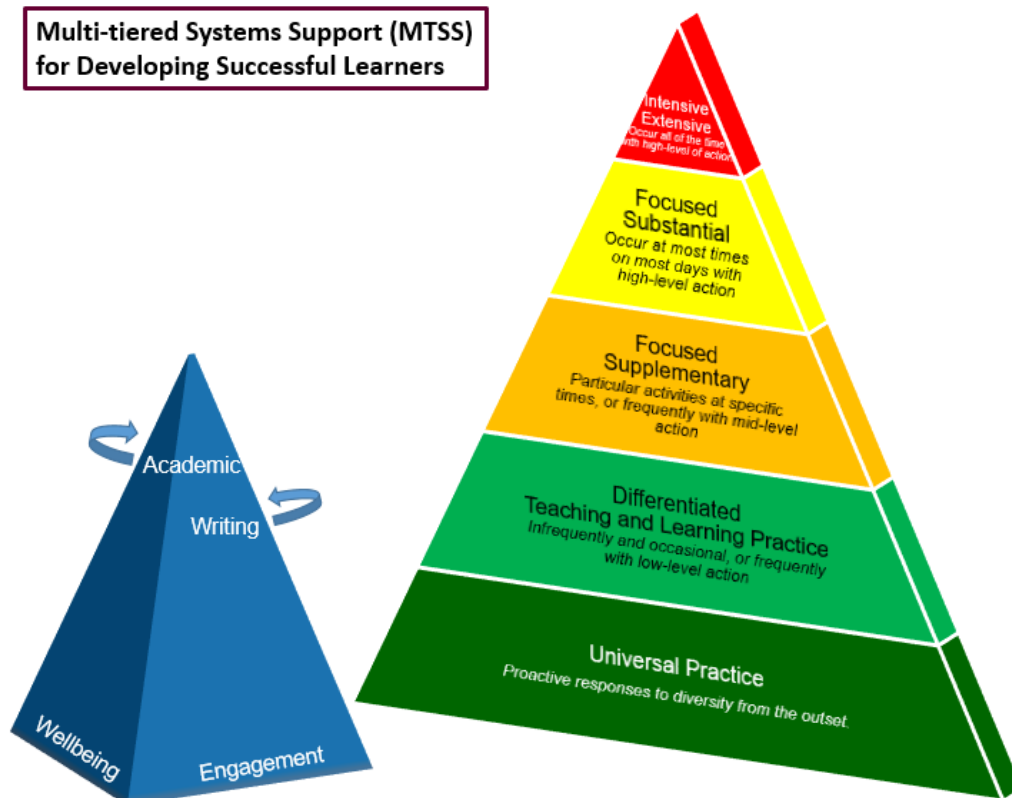 Multi-tiered Systems Support (MTSS)
for Developing Successful Learners
Intensive
Extensive
Occur all of the time
with high-level of action
Focused
Substantial
Occur at most times
on most days with
high-level action
Focused
Supplementary
Particular activities at specific
times, or frequently with mid-level
action
Differentiated
Teaching and Learning Practice
Infrequently and occasional, or frequently
with low-level action
Universal Practice
Proactive responses to diversity from the outset.
Academic
Writing
Wellbeing
Engagement